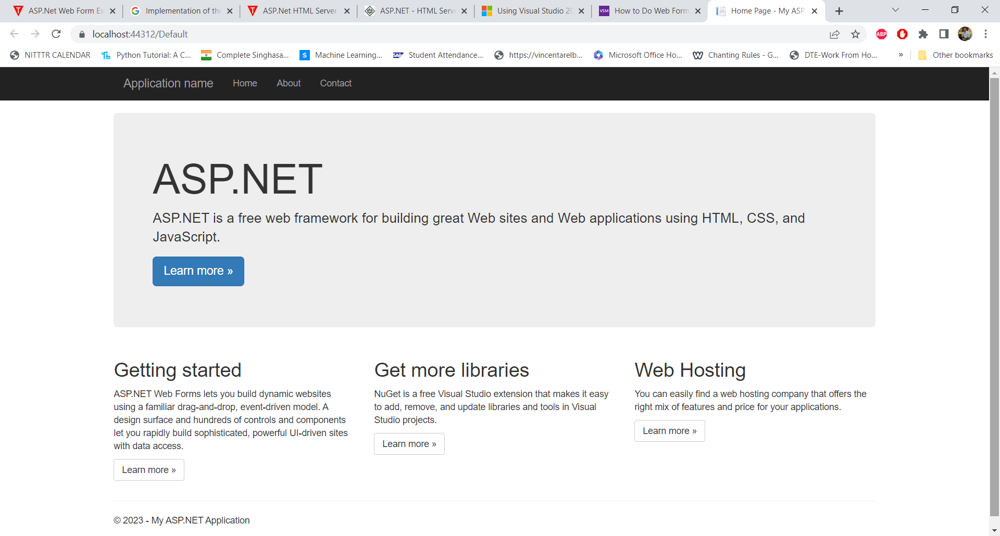 ASP.Net Web Form Ex
Implementation of the
ASP.Net HTML Server
ASP.NET - HTML Serve
Using Visual Studio 20
VSM
How to Do Web Form
Home Page - My ASP.
localhost:44312/Default
ABP
NITTTR CALENDAR
Python Tutorial: A C...
Complete Singhasa...
S
Machine Learning...
SAP
Student Attendance...
https://vincentarelb...
Microsoft Office Ho...
Chanting Rules - G...
DTE-Work From Ho...
»
Other bookmarks
Application name
Home
About
Contact
ASP.NET
ASP.NET is a free web framework for building great Web sites and Web applications using HTML, CSS, and
JavaScript.
Learn more »
Getting started
ASP.NET Web Forms lets you build dynamic websites
using a familiar drag-and-drop, event-driven model. A
design surface and hundreds of controls and components
let you rapidly build sophisticated, powerful UI-driven sites
with data access.
Learn more »
Get more libraries
NuGet is a free Visual Studio extension that makes it easy
to add, remove, and update libraries and tools in Visual
Studio projects.
Learn more »
Web Hosting
You can easily find a web hosting company that offers the
right mix of features and price for your applications.
Learn more »
© 2023 - My ASP.NET Application